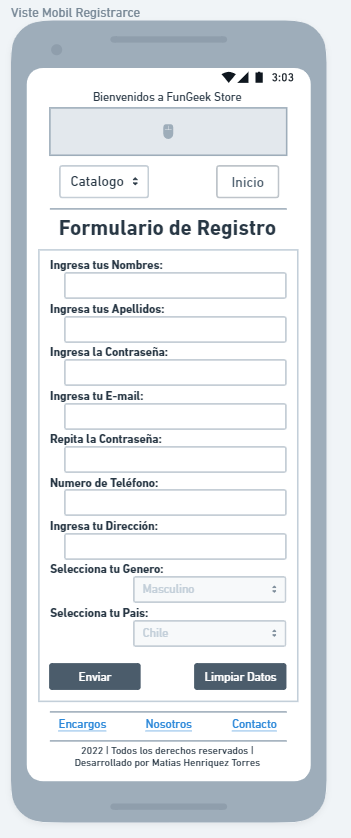 Viste Mobil Registrarce
3:03
Bienvenidos a FunGeek Store
Catalogo
Inicio
Formulario de Registro
Ingresa tus Nombres:
Ingresa tus Apellidos:
Ingresa la Contraseña:
Ingresa tu E-mail:
Repita la Contraseña:
Numero de Teléfono:
Ingresa tu Dirección:
Selecciona tu Genero:
Masculino
Selecciona tu Pais:
Chile
Enviar
Limpiar Datos
Encargos
Nosotros
Contacto
2022 | Todos los derechos reservados |
Desarrollado por Matias Henriquez Torres